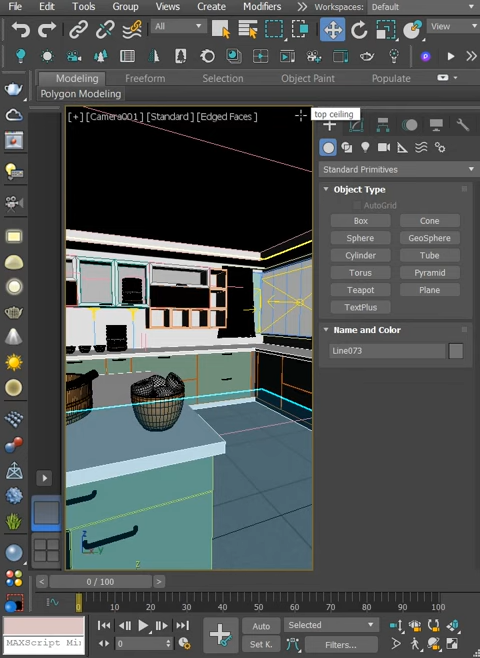 File Edit Tools Group Views Create Modifiers Workspaces: Default
All View
Modeling Freeform Selection Object Paint Populate
Polygon Modeling
[+] [Camera001] [Standard ] [Edged Faces ]
top ceiling
Standard Primitives
Object Type
AutoGrid
Box Cone
Sphere GeoSphere
Cylinder Tube
Torus Pyramid
Teapot Plane
TextPlus
Name and Color
Line073
z
0 / 100
0 10 20 30 40 50 60 70 80 90 100
Auto Selected
MAXScript Mi 0 Set K. Filters...